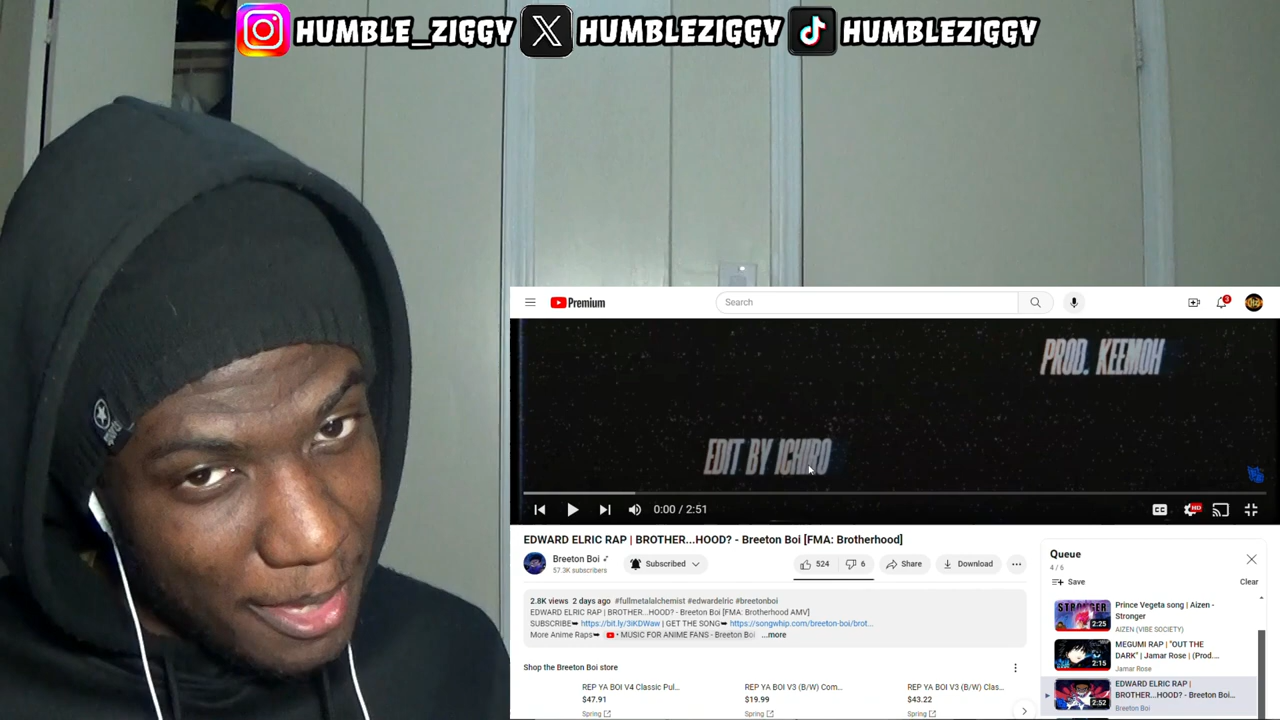 HUMBLE_ZIGGY HUMBLEZIGGY HUMBLEZIGGY
Premium
Search
3
PROD. KEEMOH
EDIT BY ICHIRO
0:00 / 2:51
CC
HD
EDWARD ELRIC RAP | BROTHER...HOOD? - Breeton Boi [FMA: Brotherhood]
Breeton Boi
57.3K subscribers
Subscribed
524
6
Share
Download
2.8K views 2 days ago #fullmetalalchemist #edwardelric #breetonboi
EDWARD ELRIC RAP | BROTHER...HOOD? - Breeton Boi [FMA: Brotherhood AMV]
SUBSCRIBE➥ https://bit.ly/3iKDWaw | GET THE SONG➥ https://songwhip.com/breeton-boi/brot...
More Anime Raps➥ • MUSIC FOR ANIME FANS - Breeton Boi ...more
Shop the Breeton Boi store
REP YA BOI V4 Classic Pul...
$47.91
Spring
REP YA BOI V3 (B/W) Com...
$19.99
Spring
REP YA BOI V3 (B/W) Clas...
$43.22
Spring
Queue
4 / 6
Save
Clear
STRONGER
2:25
Prince Vegeta song | Aizen -
Stronger
AIZEN (VIBE SOCIETY)
2:15
MEGUMI RAP | "OUT THE
DARK" | Jamar Rose | (Prod....
Jamar Rose
2:52
EDWARD ELRIC RAP |
BROTHER...HOOD? - Breeton Boi...
Breeton Boi